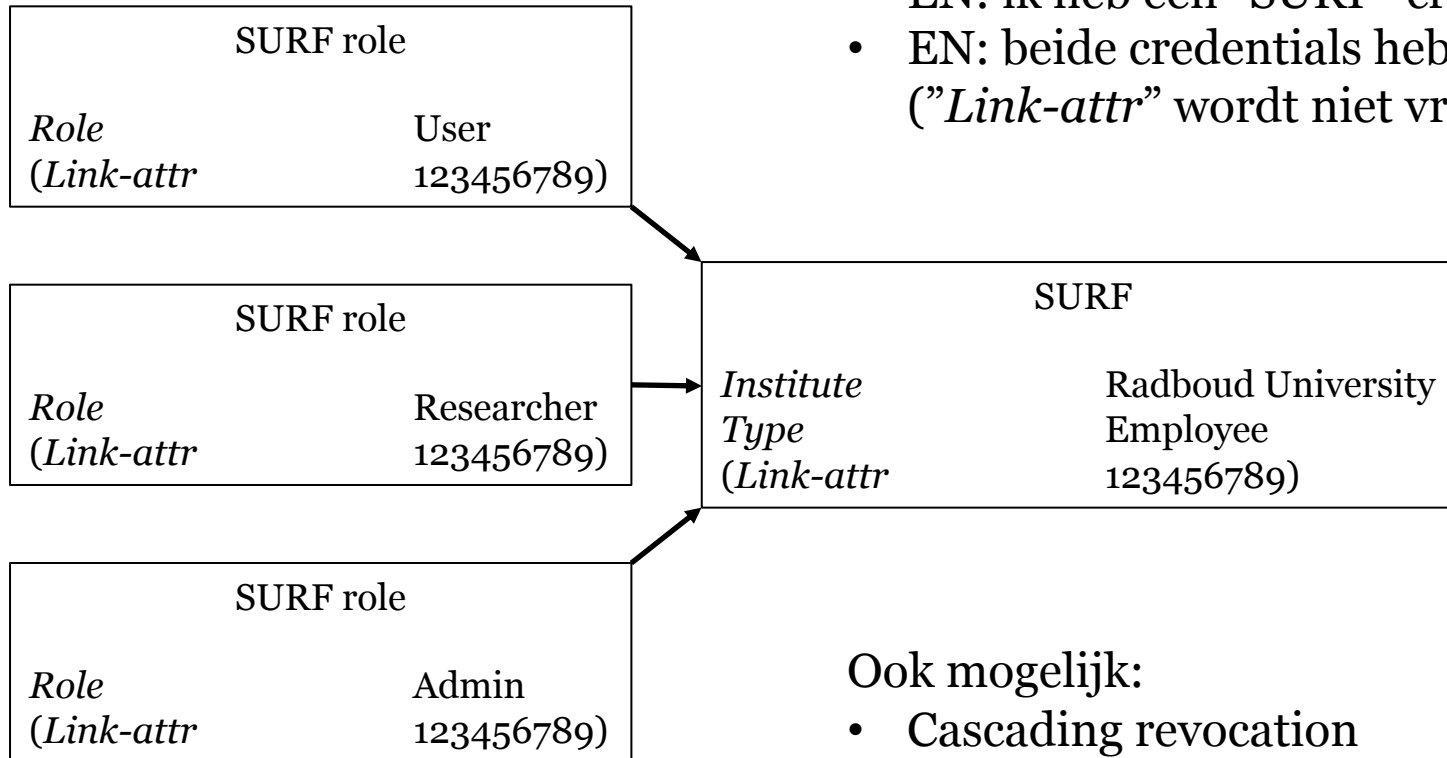 SURF role
Role User
(Link-attr 123456789)
SURF role
Role Researcher
(Link-attr 123456789)
SURF role
Role Admin
(Link-attr 123456789)
• EN: beide credentials heb
("Link-attr" wordt niet vr
SURF
Institute Radboud University
Type Employee
(Link-attr 123456789)
Ook mogelijk:
• Cascading revocation